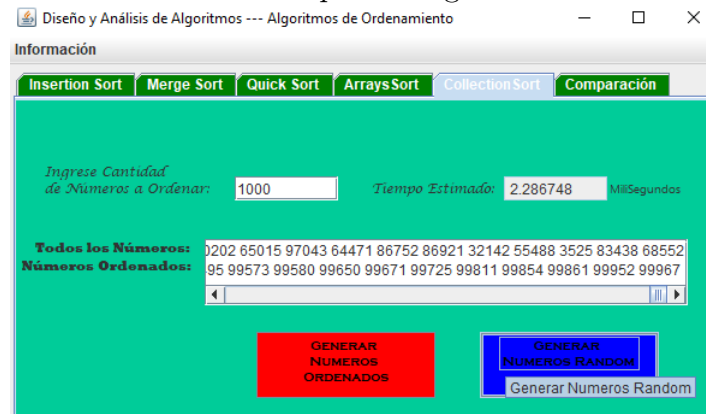 Diseño y Análisis de Algoritmos --- Algoritmos de Ordenamiento
Información
Insertion Sort Merge Sort Quick Sort ArraysSort CollectionSort Comparación
Ingrese Cantidad
de Números a Ordenar: 1000 Tiempo Estimado: 2.286748 MiliSegundos
Todos los Números: 0202 65015 97043 64471 86752 86921 32142 55488 3525 83438 68552
Números Ordenados: 95 99573 99580 99650 99671 99725 99811 99854 99861 99952 99967
GENERAR
NUMEROS
ORDENADOS
GENERAR
NUMEROS RANDOM
Generar Numeros Random